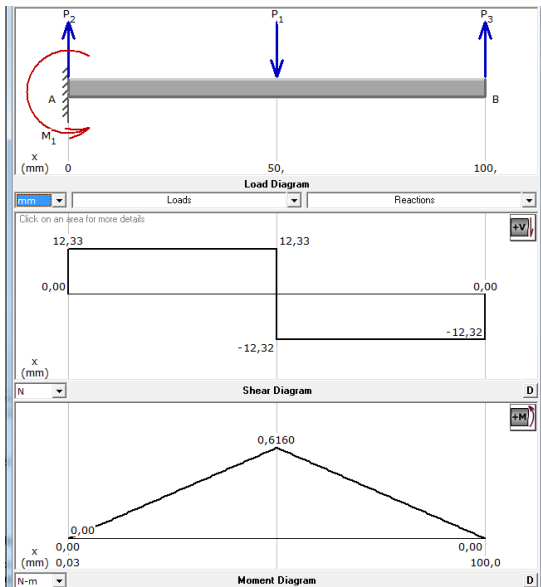 P2 P1 P3
A B
M1
x
(mm) 0 50, 100,
Load Diagram
mm Loads Reactions
Click on an area for more details
+V
12,33 12,33
0,00 0,00
-12,32
-12,32
x
(mm)
N Shear Diagram D
+M
0,6160
0,00
x 0,00 0,00
(mm) 0,03 100,0
N-m Moment Diagram D